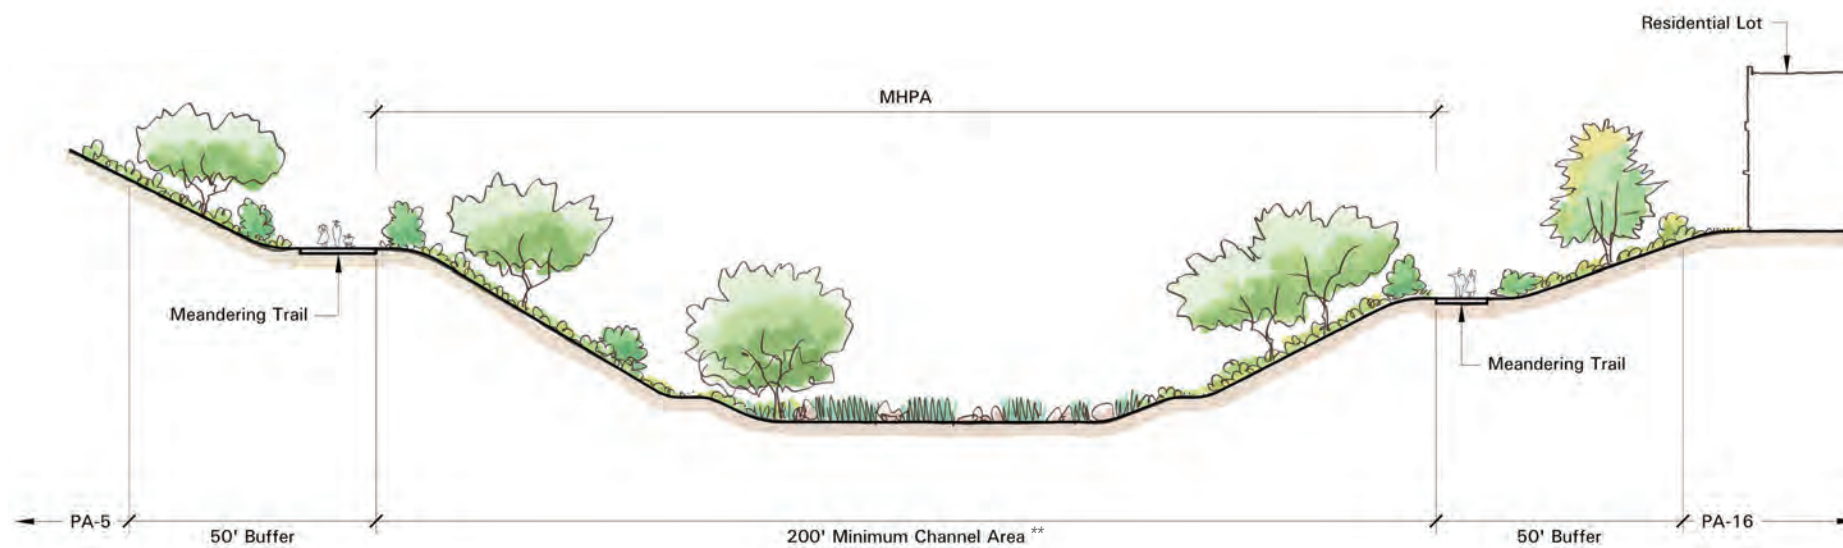 Residential Lot
MHPA
Meandering Trail
Meandering Trail
PA-5
50' Buffer
200' Minimum Channel Area **
50' Buffer
PA-16